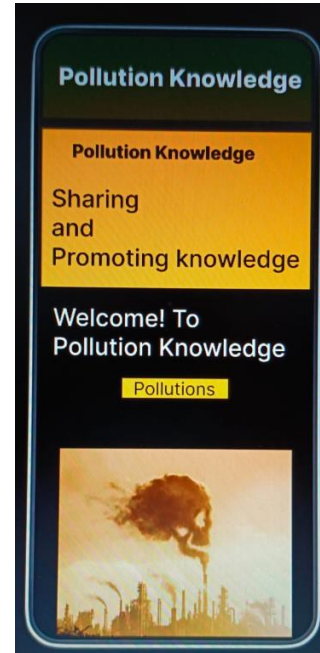 Pollution Knowledge
Pollution Knowledge
Sharing
and
Promoting knowledge
Welcome! To
Pollution Knowledge
Pollutions